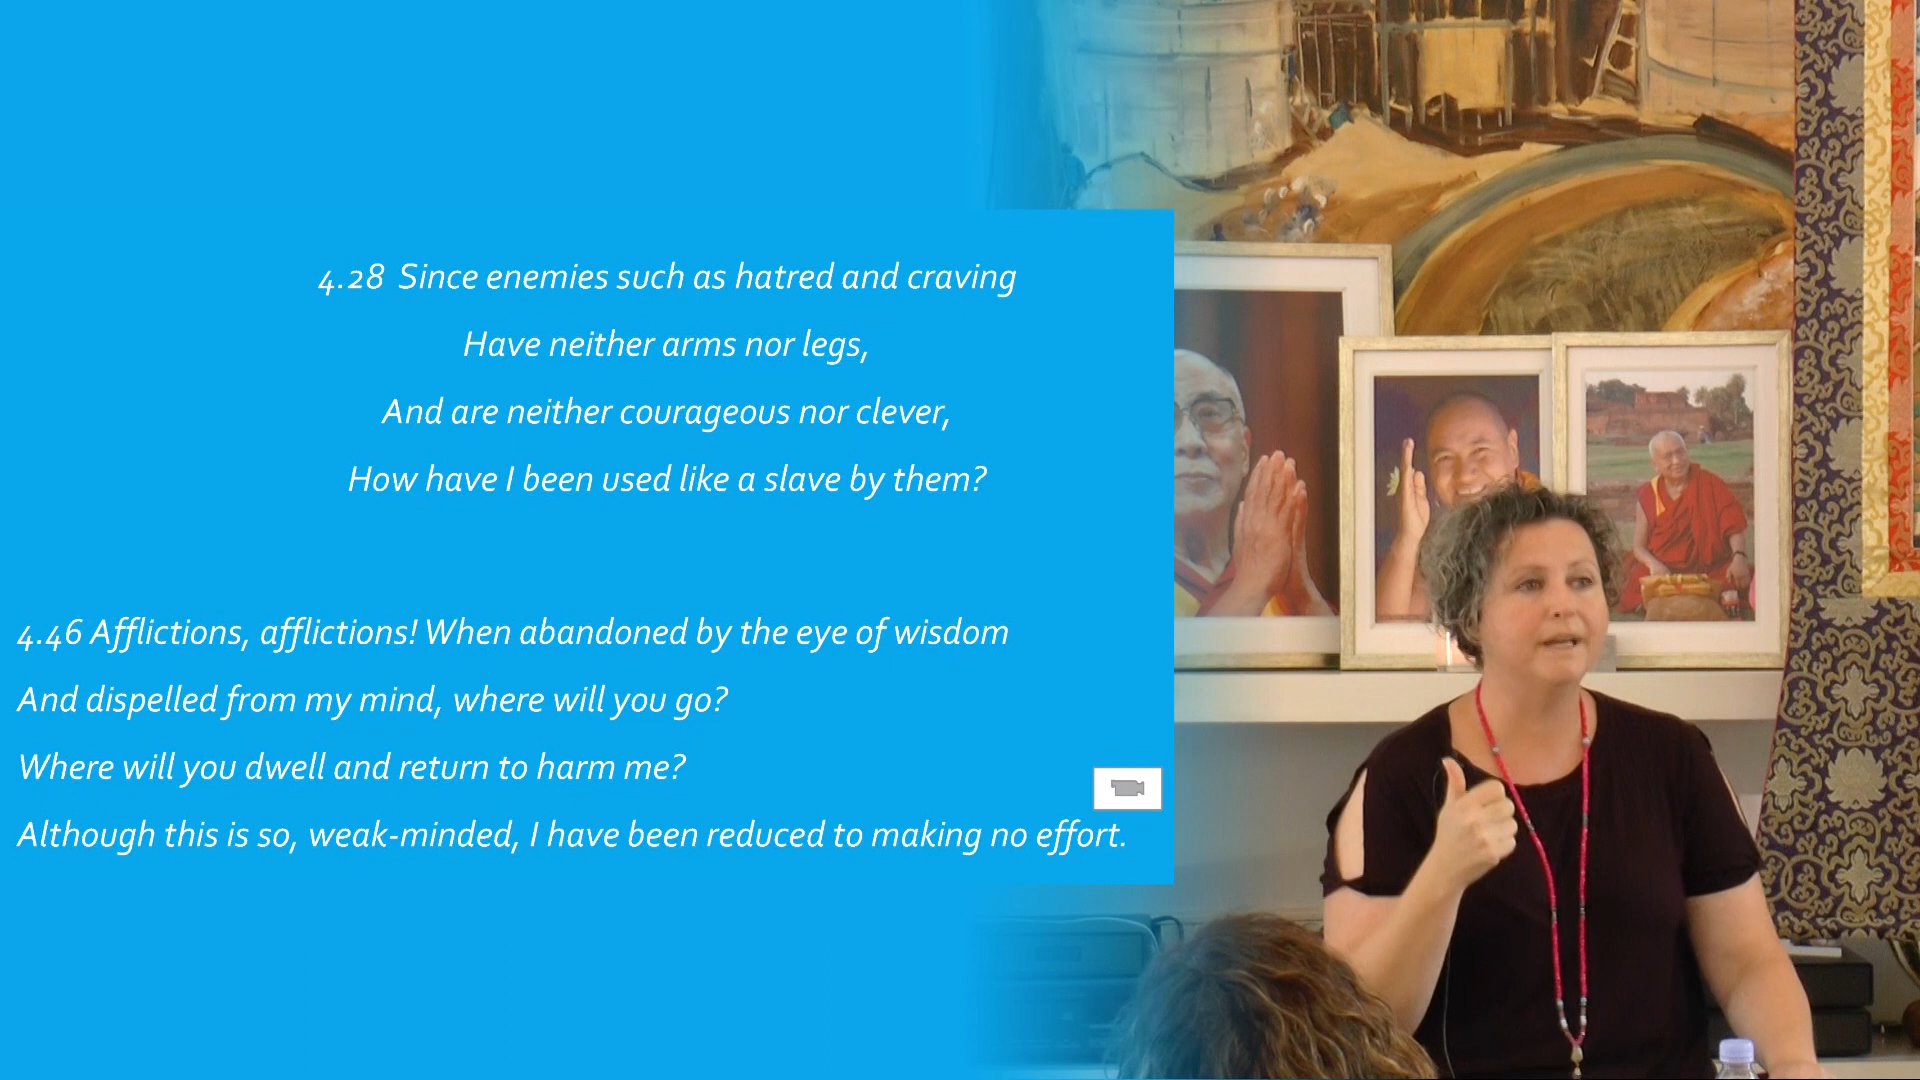 4.28 Since enemies such as hatred and craving
Have neither arms nor legs,
And are neither courageous nor clever,
How have I been used like a slave by them?
4.46 Afflictions, afflictions! When abandoned by the eye of wisdom
And dispelled from my mind, where will you go?
Where will you dwell and return to harm me?
Although this is so, weak-minded, I have been reduced to making no effort.